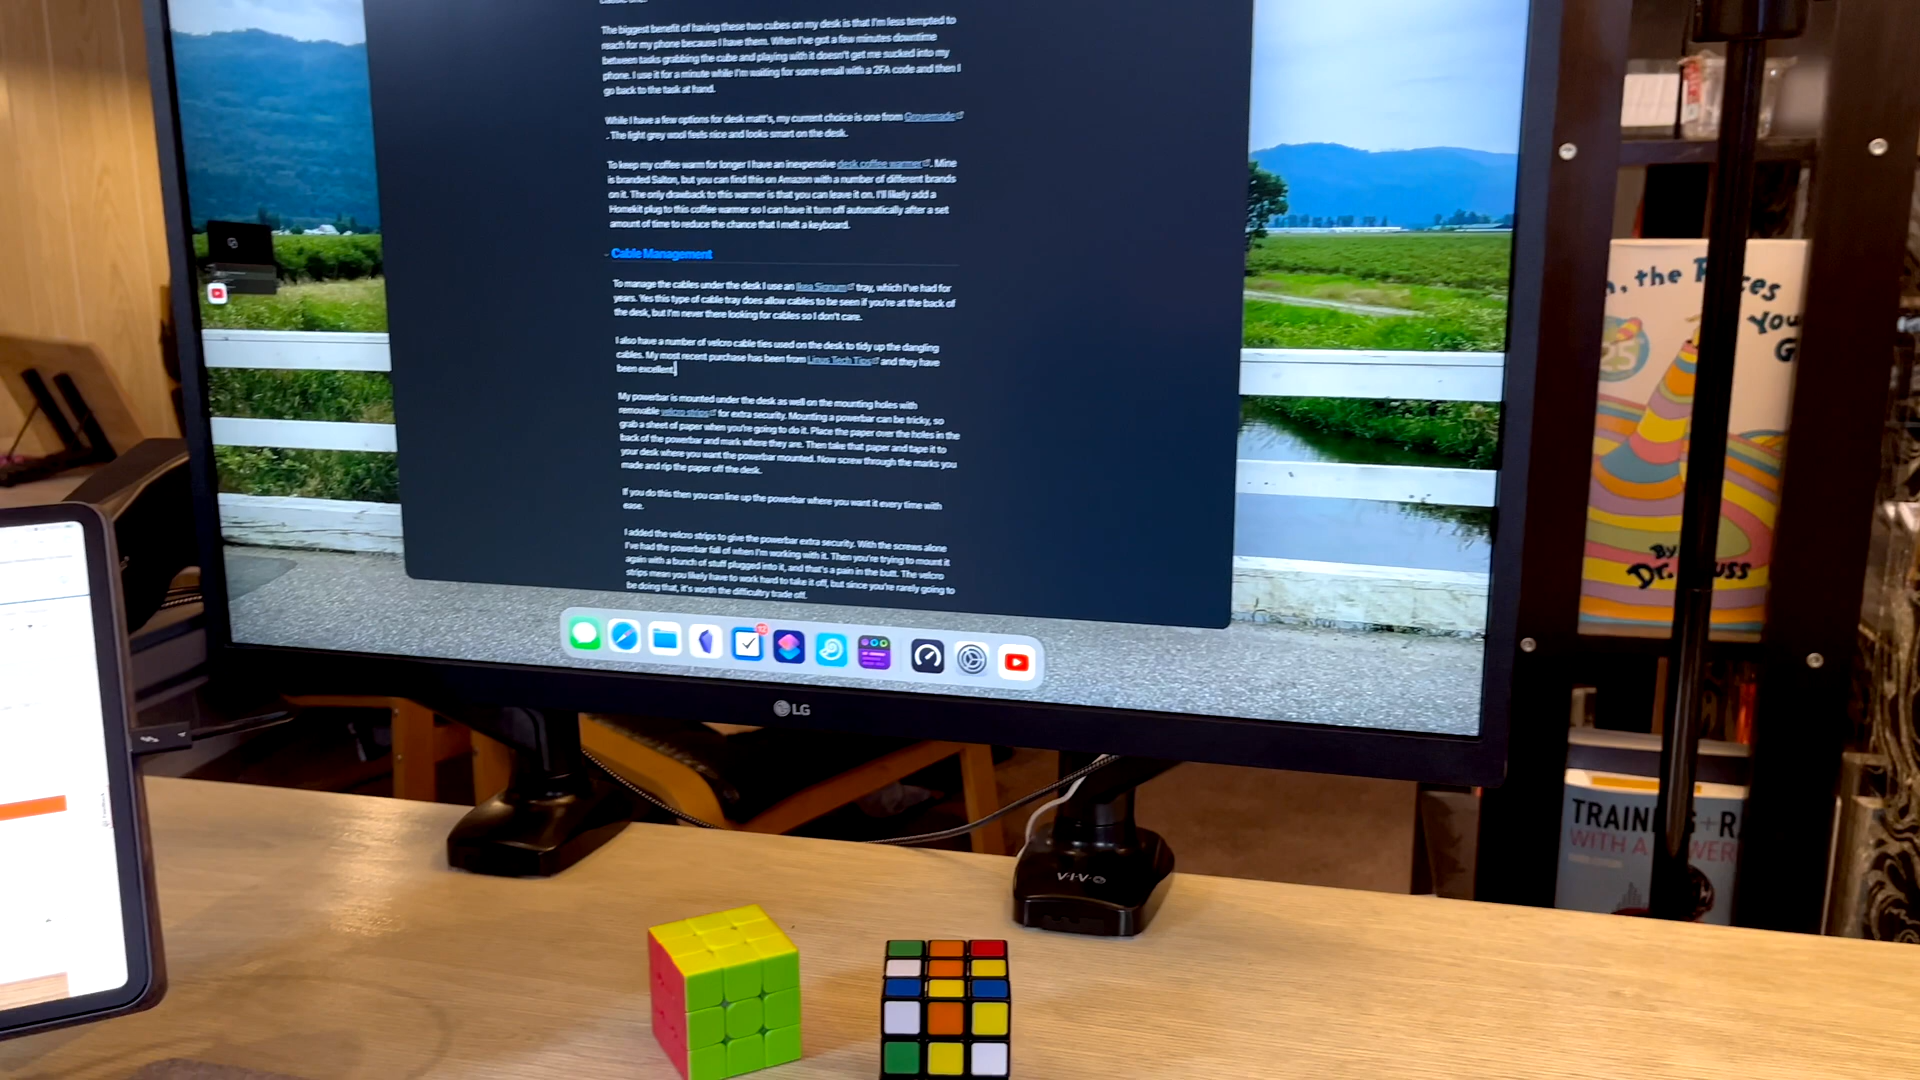 The biggest benefit of having these two cubes on my desk is that I'm less tempted to
reach for my phone because I have them. When I've got a few minutes downtime
between tasks grabbing the cube and playing with it doesn't get me sucked into my
phone. I use it for a minute while I'm waiting for some email with a 2FA code and then I
go back to the task at hand.
While I have a few options for desk matt's, my current choice is one from Grovemade
. The light grey wool feels nice and looks smart on the desk.
To keep my coffee warm for longer I have an inexpensive desk coffee warmer. Mine
is branded Salton, but you can find this on Amazon with a number of different brands
on it. The only drawback to this warmer is that you can leave it on. I'll likely add a
Homekit plug to this coffee warmer so I can have it turn off automatically after a set
amount of time to reduce the chance that I melt a keyboard.
- Cable Management
To manage the cables under the desk I use an Ikea Signum tray, which I've had for
years. Yes this type of cable tray does allow cables to be seen if you're at the back of
the desk, but I'm never there looking for cables so I don't care.
I also have a number of velcro cable ties used on the desk to tidy up the dangling
cables. My most recent purchase has been from Linus Tech Tips and they have
been excellent.
My powerbar is mounted under the desk as well on the mounting holes with
removable velcro strips for extra security. Mounting a powerbar can be tricky, so
grab a sheet of paper when you're going to do it. Place the paper over the holes in the
back of the powerbar and mark where they are. Then take that paper and tape it to
your desk where you want the powerbar mounted. Now screw through the marks you
made and rip the paper off the desk.
If you do this then you can line up the powerbar where you want it every time with
ease.
I added the velcro strips to give the powerbar extra security. With the screws alone
I've had the powerbar fall of when I'm working with it. Then you're trying to mount it
again with a bunch of stuff plugged into it, and that's a pain in the butt. The velcro
strips mean you likely have to work hard to take it off, but since you're rarely going to
be doing that, it's worth the difficultry trade off.
LG
VIVO
, the P ces
You
G
By
Dr. uss
TRAIN G+R
WITH A WER